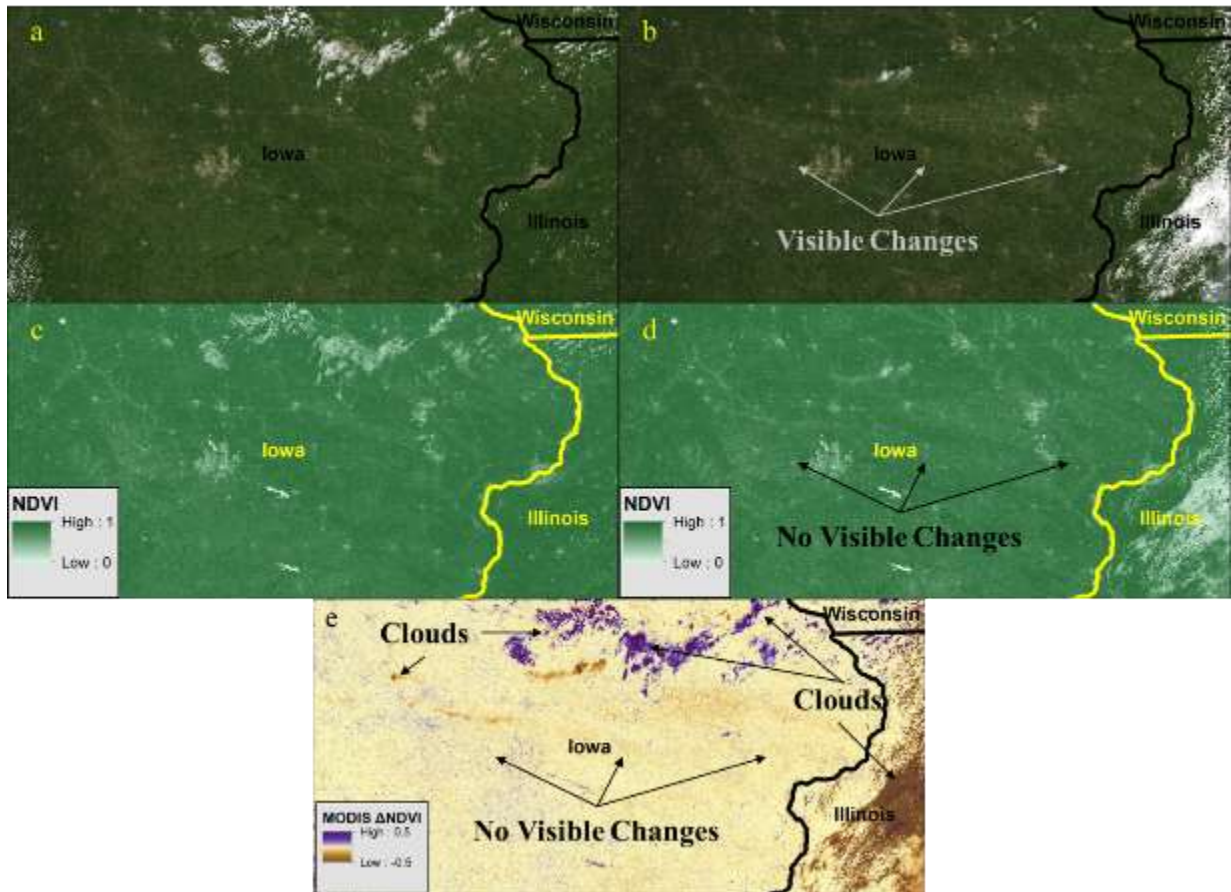 a
Wisconsin
Iowa
Illinois
b
Wisconsin
Iowa
Illinois
Visible Changes
c
Wisconsin
Iowa
Illinois
NDVI
High : 1
Low : 0
d
Wisconsin
Iowa
Illinois
No Visible Changes
NDVI
High : 1
Low : 0
e
Clouds
Wisconsin
Clouds
Iowa
Illinois
No Visible Changes
MODIS ΔNDVI
High : 0.5
Low : -0.5